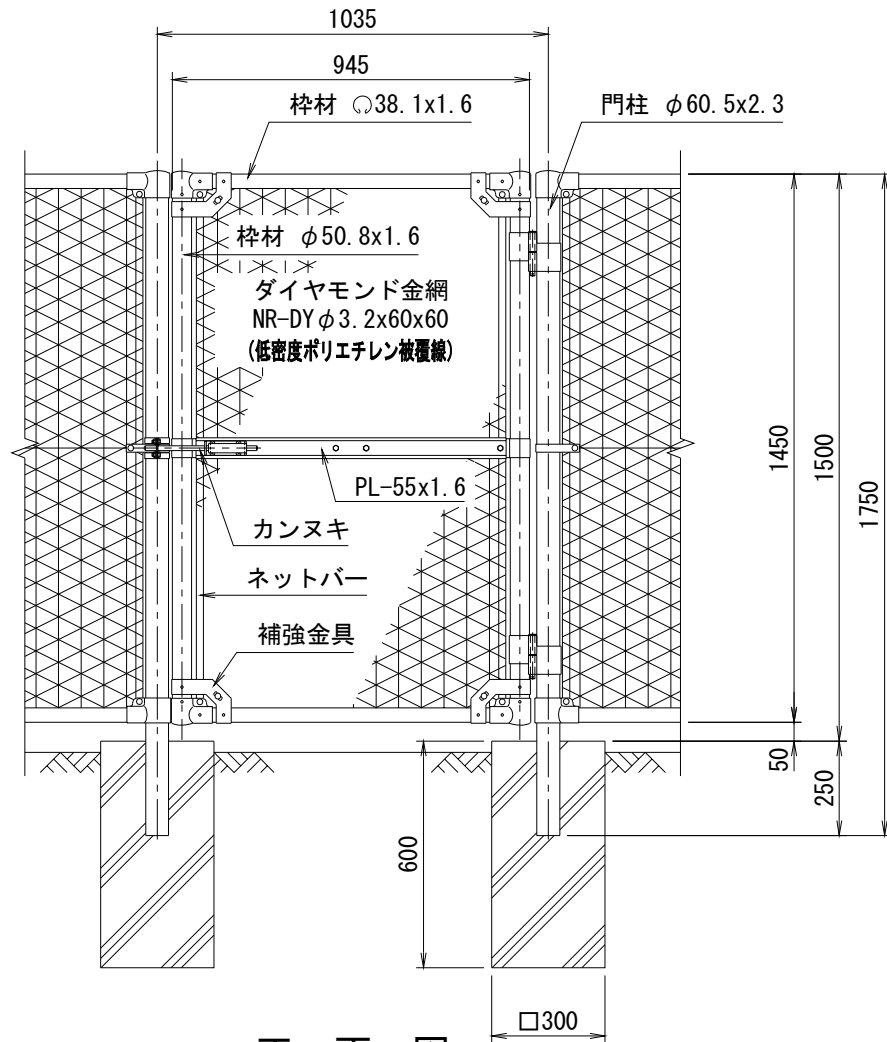 1035
945
枠材 38.1x1.6
門柱 φ60.5x2.3
枠材 φ50.8x1.6
ダイヤモンド金網
NR-DYφ3.2x60x60
(低密度ポリエチレン被覆線)
PL-55x1.6
カンヌキ
ネットバー
補強金具
1450
1500
1750
50
250
600
□300